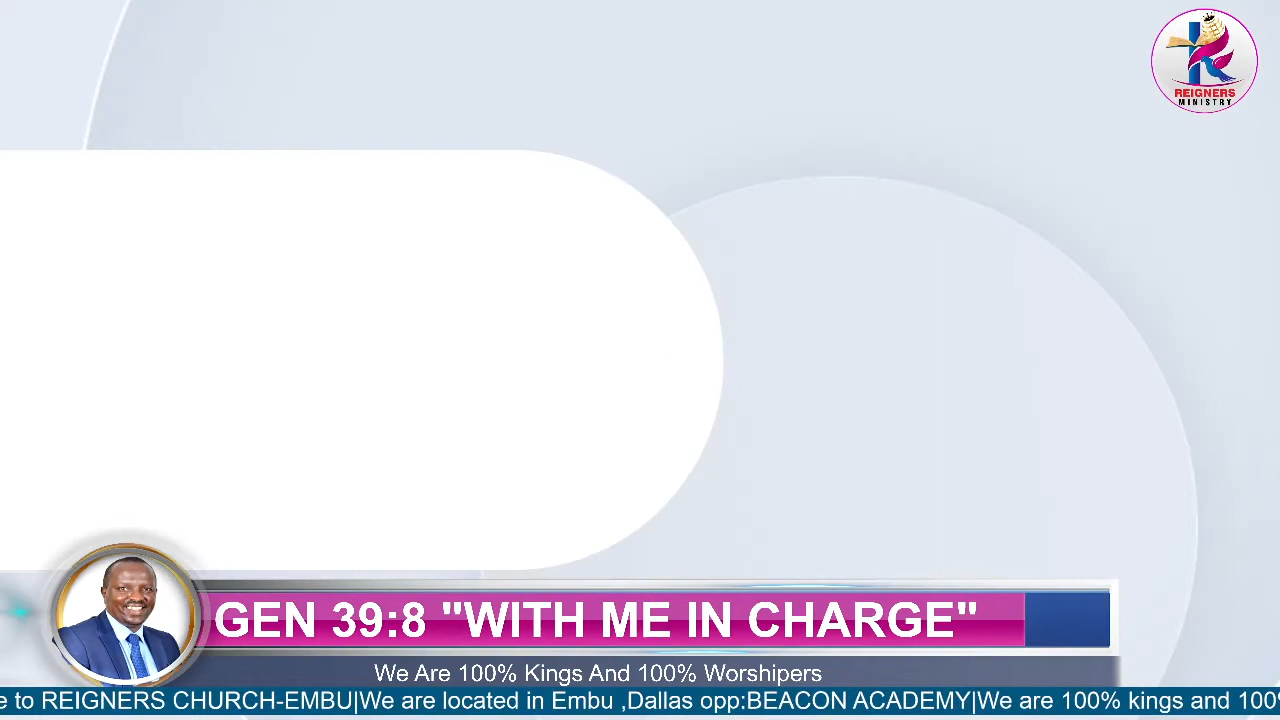 REIGNERS
MINISTRY
GEN 39:8 "WITH ME IN CHARGE"
We Are 100% Kings And 100% Worshipers
e to REIGNERS CHURCH-EMBU|We are located in Embu ,Dallas opp:BEACON ACADEMY|We are 100% kings and 100%